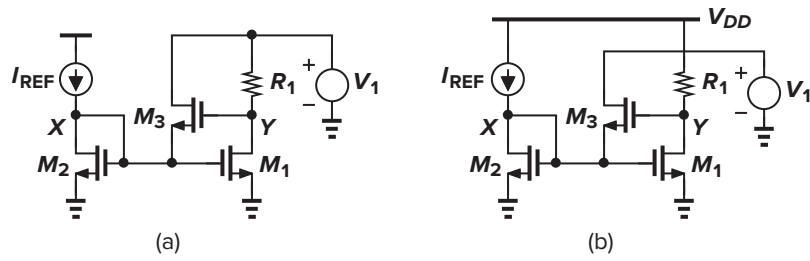 V_DD
I_REF
R_1
+
−
V_1
X
M_3
Y
M_2
M_1
(a)
I_REF
R_1
+
−
V_1
X
M_3
Y
M_2
M_1
(b)